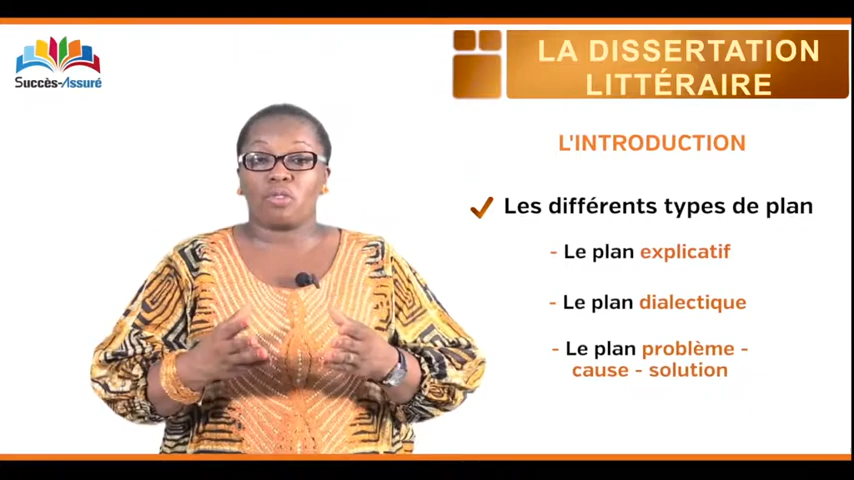 Succès-Assuré
LA DISSERTATION
LITTÉRAIRE
L'INTRODUCTION
Les différents types de plan
- Le plan explicatif
- Le plan dialectique
- Le plan problème -
cause - solution